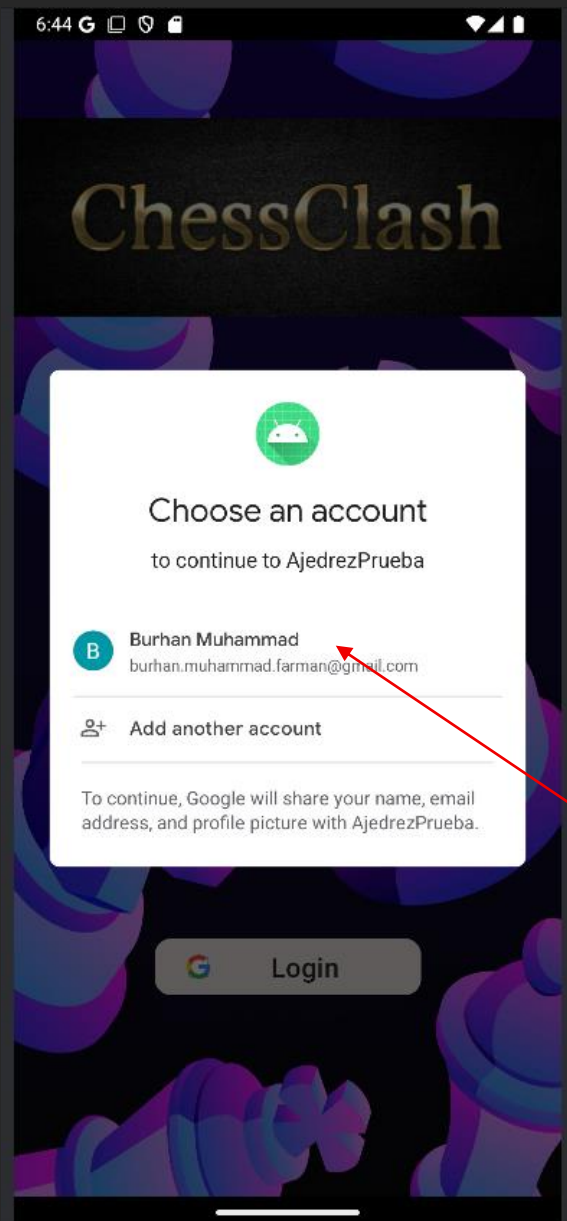 6:44 G
ChessClash
Choose an account
to continue to AjedrezPrueba
B
Burhan Muhammad
burhan.muhammad.farman@gmail.com
Add another account
To continue, Google will share your name, email
address, and profile picture with AjedrezPrueba.
G Login